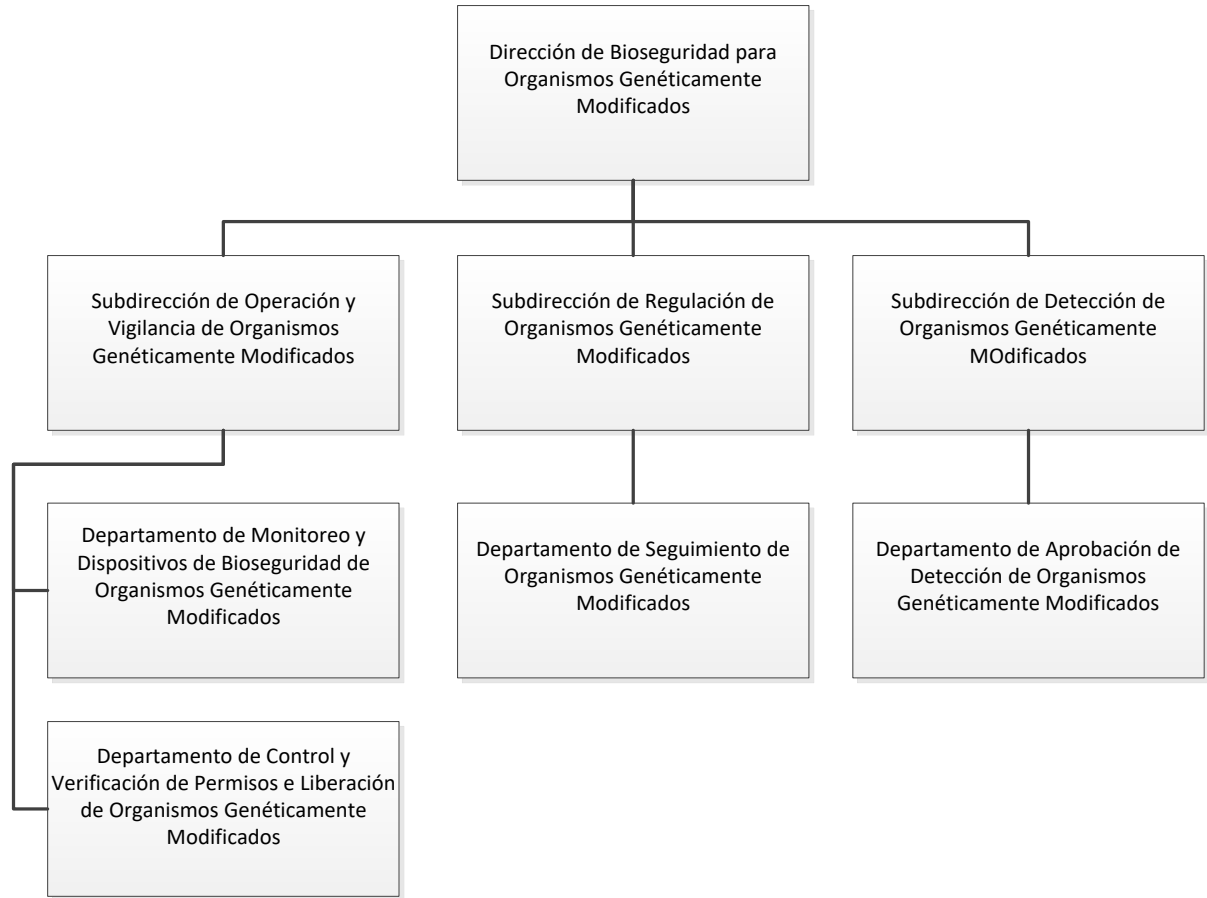 Dirección de Bioseguridad para
Organismos Genéticamente
Modificados
Subdirección de Operación y
Vigilancia de Organismos
Genéticamente Modificados
Subdirección de Regulación de
Organismos Genéticamente
Modificados
Subdirección de Detección de
Organismos Genéticamente
MOdificados
Departamento de Monitoreo y
Dispositivos de Bioseguridad de
Organismos Genéticamente
Modificados
Departamento de Seguimiento de
Organismos Genéticamente
Modificados
Departamento de Aprobación de
Detección de Organismos
Genéticamente Modificados
Departamento de Control y
Verificación de Permisos e Liberación
de Organismos Genéticamente
Modificados